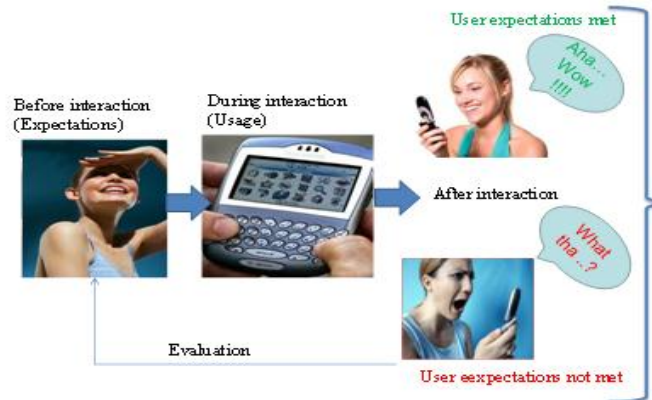 User expectations met
Aha...
Wow
!!!!
Before interaction
(Expectations)
During interaction
(Usage)
After interaction
What
tha ..?
Evaluation
User eexpectations not met